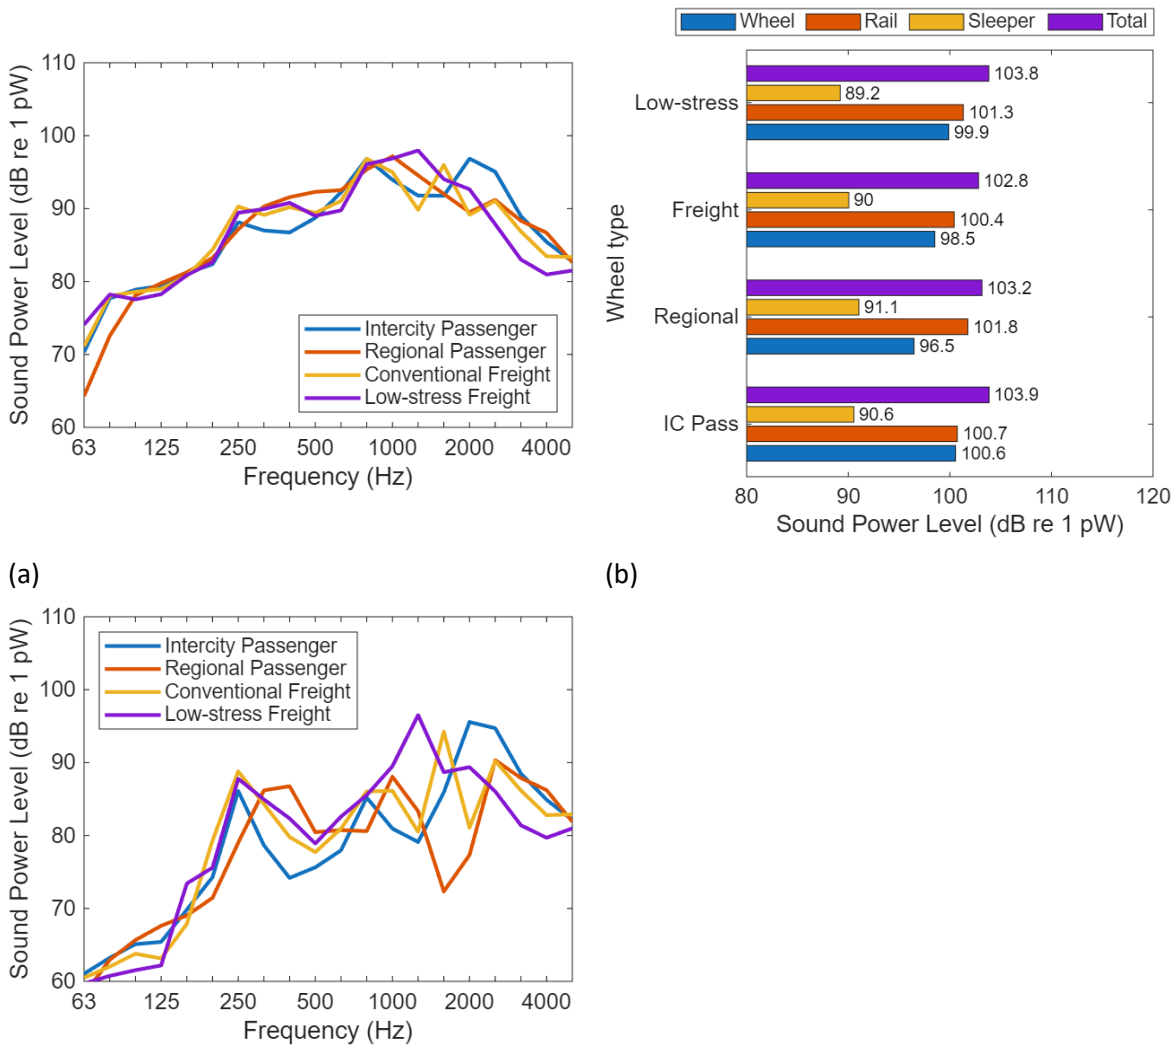 110
100
90
80
70
60
Sound Power Level (dB re 1 pW)
Intercity Passenger
Regional Passenger
Conventional Freight
Low-stress Freight
63 125 250 500 1000 2000 4000
Frequency (Hz)
Wheel Rail Sleeper Total
Wheel type
Low-stress
103.8
89.2
101.3
99.9
Freight
102.8
90
100.4
98.5
Regional
103.2
91.1
101.8
96.5
IC Pass
103.9
90.6
100.7
100.6
80 90 100 110 120
Sound Power Level (dB re 1 pW)
(a) (b)
110
100
90
80
70
60
Sound Power Level (dB re 1 pW)
Intercity Passenger
Regional Passenger
Conventional Freight
Low-stress Freight
63 125 250 500 1000 2000 4000
Frequency (Hz)